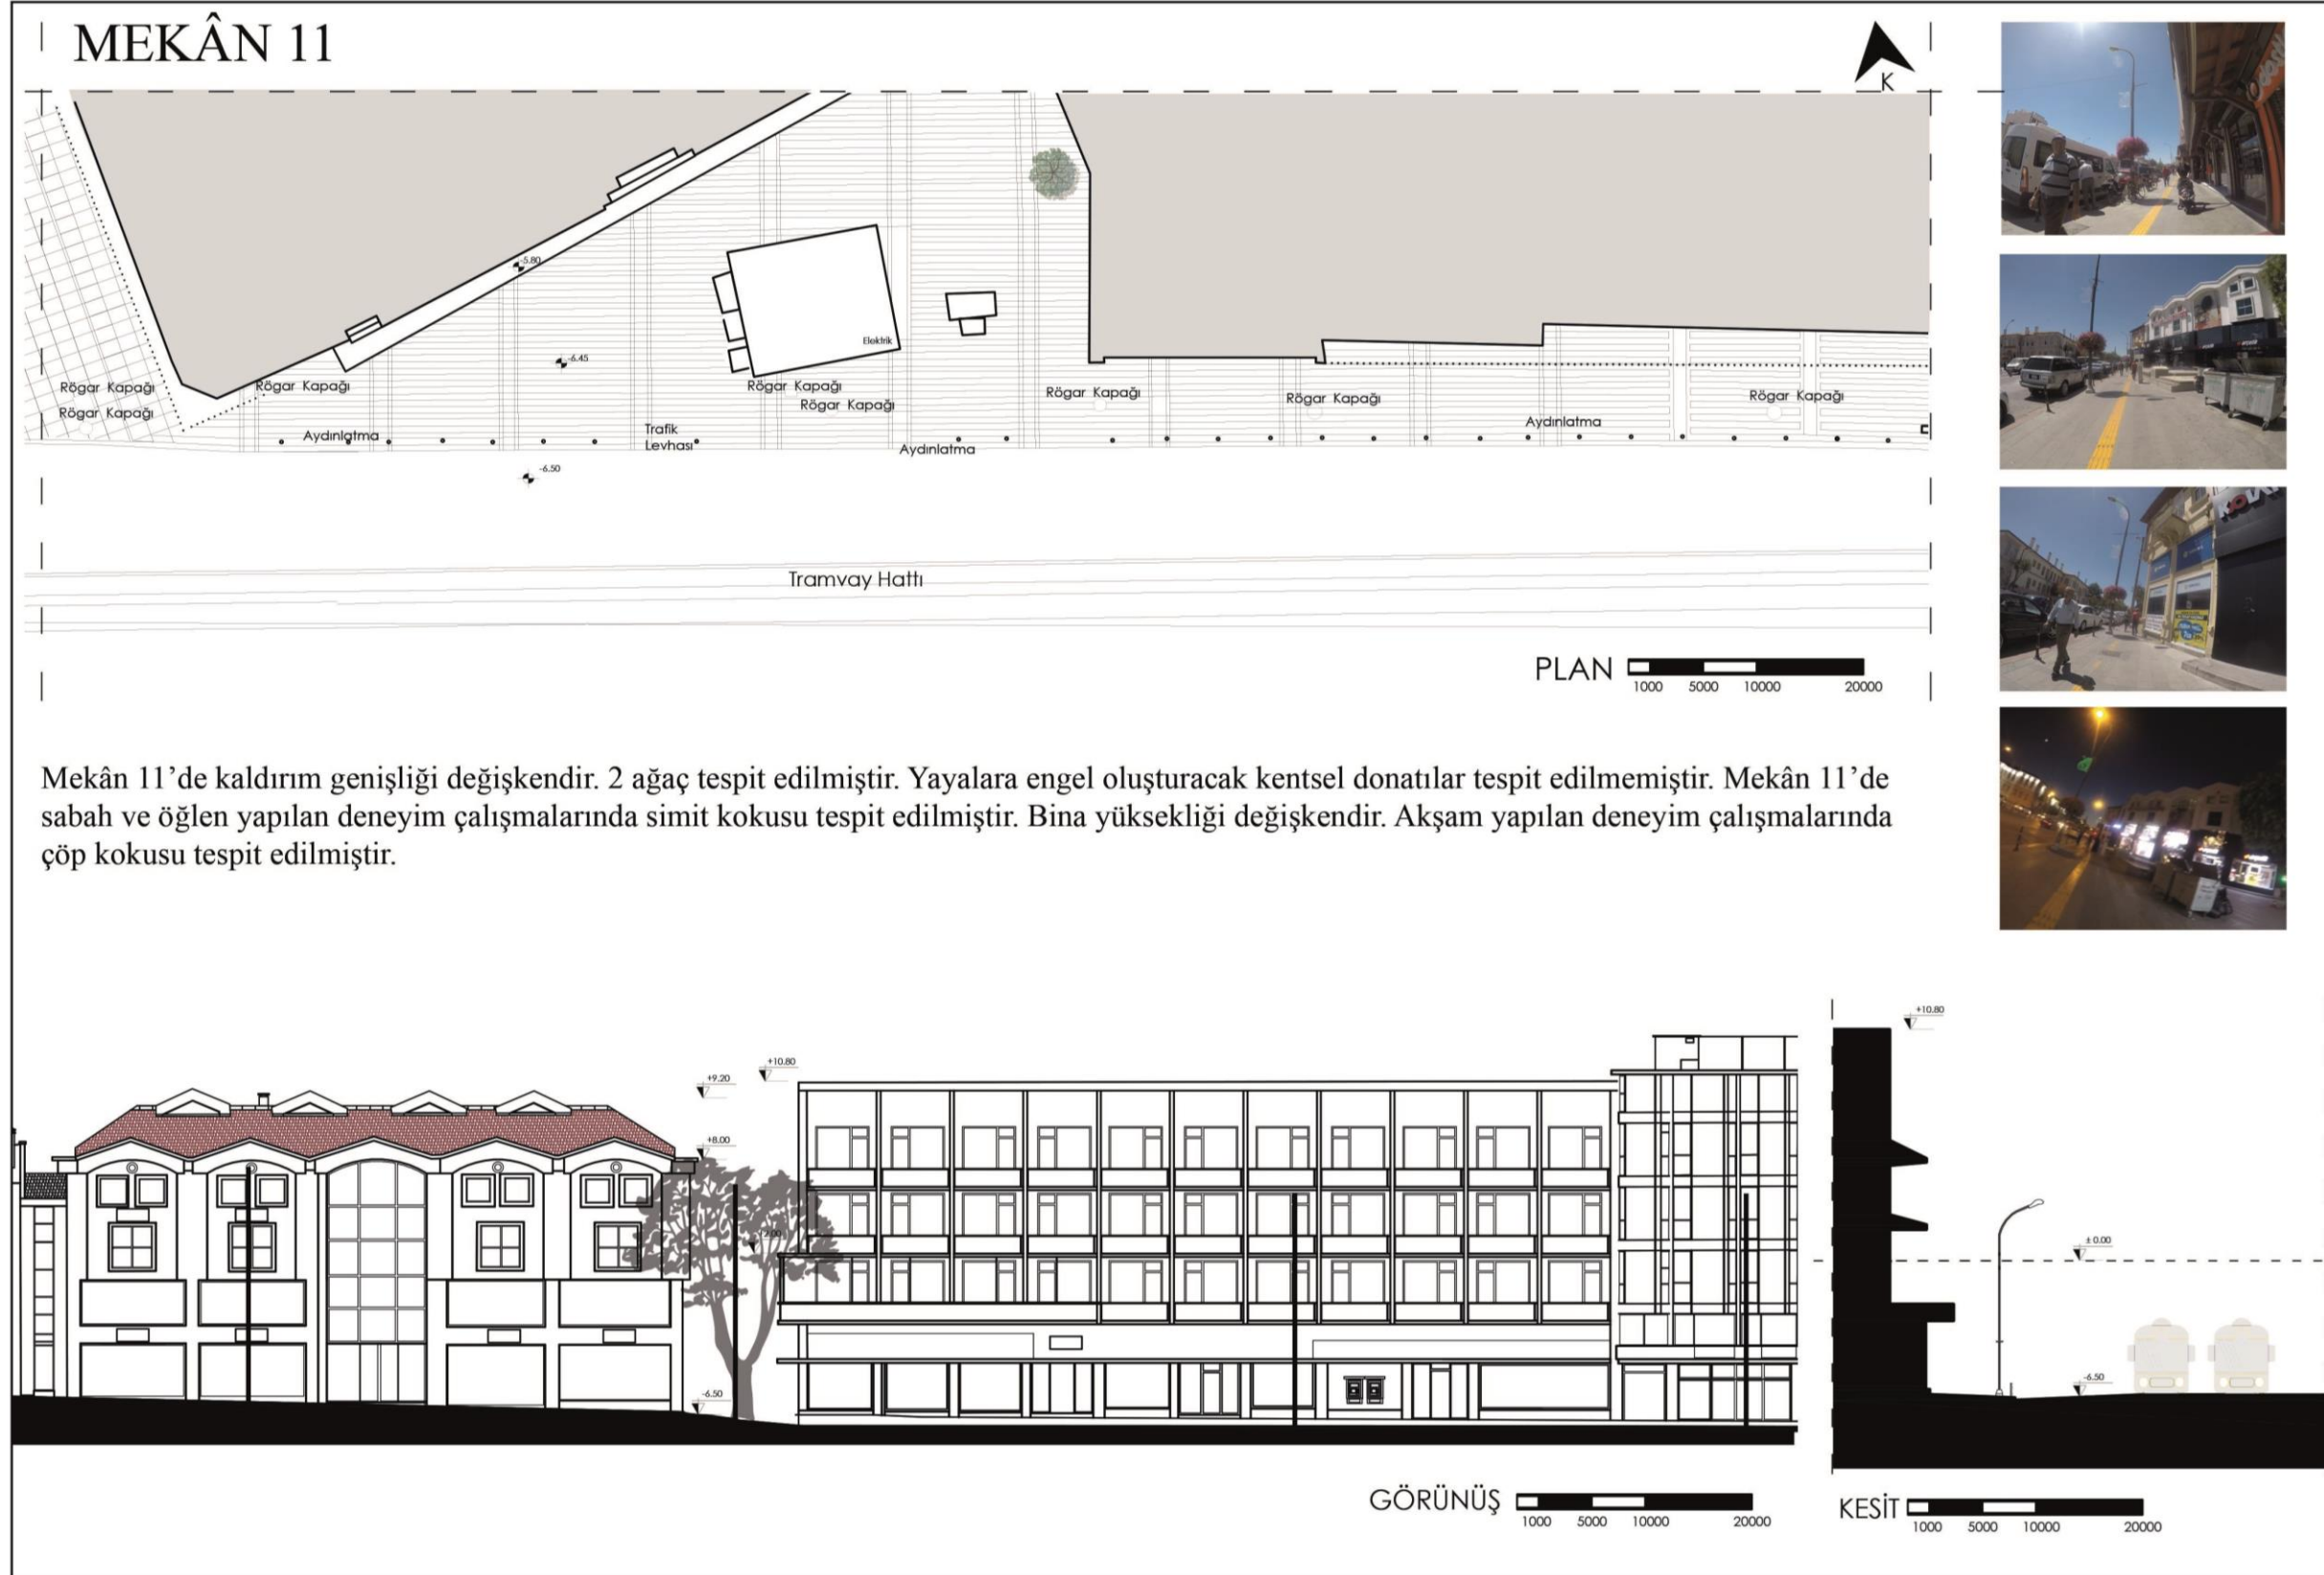 MEKÂN 11
K
-5.80
-6.45
Elektrik
Rögar Kapağı
Rögar Kapağı
Rögar Kapağı
Rögar Kapağı
Rögar Kapağı
Rögar Kapağı
Rögar Kapağı
Rögar Kapağı
Aydınlatma
Trafik
Levhası
Aydınlatma
Aydınlatma
-6.50
Tramvay Hattı
PLAN
1000 5000 10000 20000
Mekân 11’de kaldırım genişliği değişkendir. 2 ağaç tespit edilmiştir. Yayalara engel oluşturacak kentsel donatılar tespit edilmemiştir. Mekân 11’de
sabah ve öğlen yapılan deneyim çalışmalarında simit kokusu tespit edilmiştir. Bina yüksekliği değişkendir. Akşam yapılan deneyim çalışmalarında
çöp kokusu tespit edilmiştir.
+9.20
+10.80
+8.00
-6.50
+10.80
± 0.00
-6.50
GÖRÜNÜŞ
1000 5000 10000 20000
KESİT
1000 5000 10000 20000